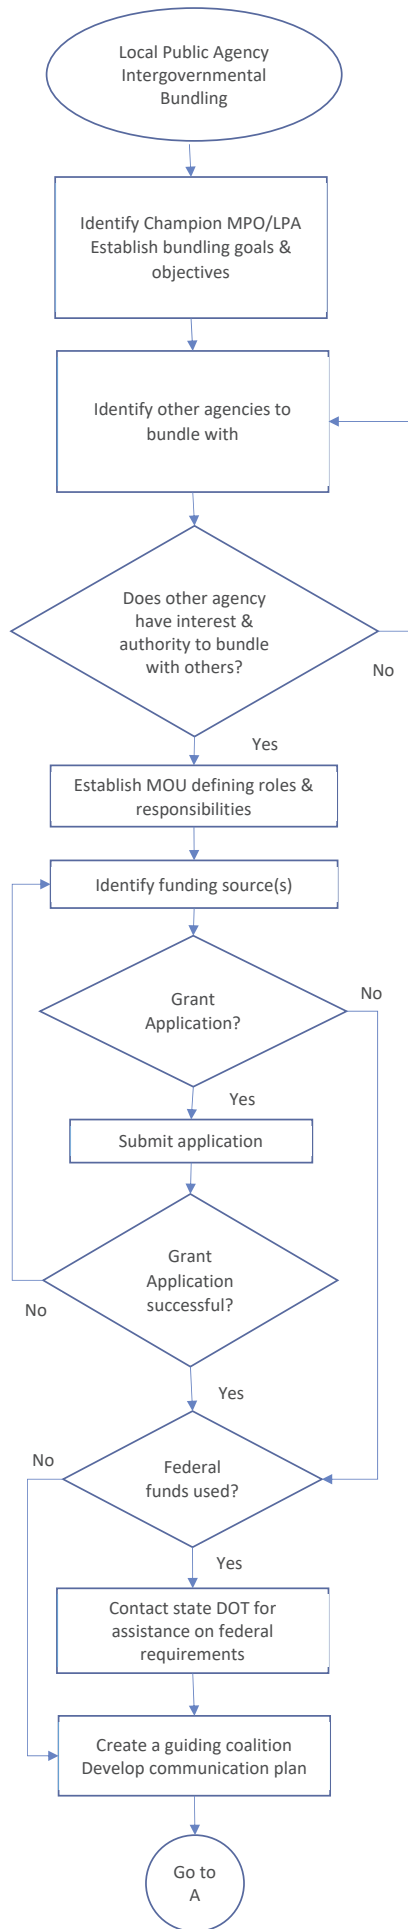 Local Public Agency
Intergovernmental
Bundling
Identify Champion MPO/LPA
Establish bundling goals &
objectives
Identify other agencies to
bundle with
Does other agency
have interest &
authority to bundle
with others?
No
Yes
Establish MOU defining roles &
responsibilities
Identify funding source(s)
Grant
Application?
No
Yes
Submit application
Grant
Application
successful?
No
Yes
Federal
funds used?
No
Yes
Contact state DOT for
assistance on federal
requirements
Create a guiding coalition
Develop communication plan
Go to
A